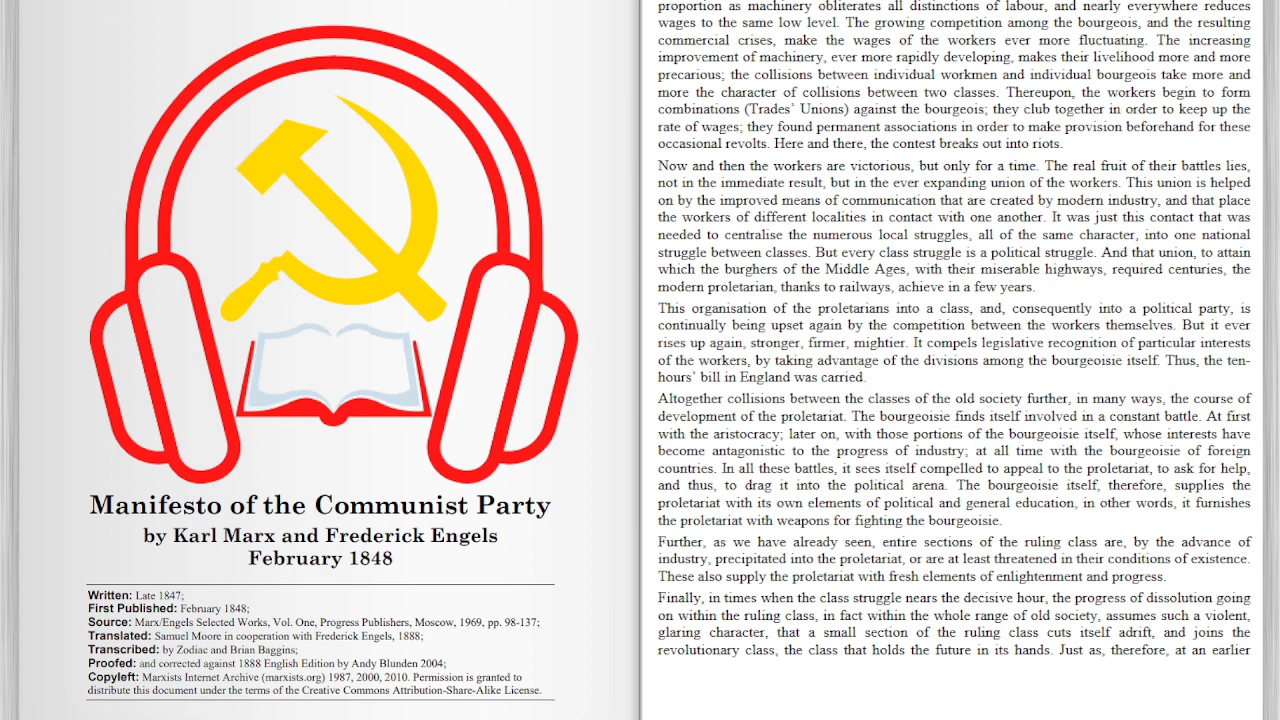 Manifesto of the Communist Party
by Karl Marx and Frederick Engels
February 1848
Written: Late 1847;
First Published: February 1848;
Source: Marx/Engels Selected Works, Vol. One, Progress Publishers, Moscow, 1969, pp. 98-137;
Translated: Samuel Moore in cooperation with Frederick Engels, 1888;
Transcribed: by Zodiac and Brian Baggins;
Proofed: and corrected against 1888 English Edition by Andy Blunden 2004;
Copyleft: Marxists Internet Archive (marxists.org) 1987, 2000, 2010. Permission is granted to
distribute this document under the terms of the Creative Commons Attribution-Share-Alike License.
proportion as machinery obliterates all distinctions of labour, and nearly everywhere reduces
wages to the same low level. The growing competition among the bourgeois, and the resulting
commercial crises, make the wages of the workers ever more fluctuating. The increasing
improvement of machinery, ever more rapidly developing, makes their livelihood more and more
precarious; the collisions between individual workmen and individual bourgeois take more and
more the character of collisions between two classes. Thereupon, the workers begin to form
combinations (Trades’ Unions) against the bourgeois; they club together in order to keep up the
rate of wages; they found permanent associations in order to make provision beforehand for these
occasional revolts. Here and there, the contest breaks out into riots.
Now and then the workers are victorious, but only for a time. The real fruit of their battles lies,
not in the immediate result, but in the ever expanding union of the workers. This union is helped
on by the improved means of communication that are created by modern industry, and that place
the workers of different localities in contact with one another. It was just this contact that was
needed to centralise the numerous local struggles, all of the same character, into one national
struggle between classes. But every class struggle is a political struggle. And that union, to attain
which the burghers of the Middle Ages, with their miserable highways, required centuries, the
modern proletarian, thanks to railways, achieve in a few years.
This organisation of the proletarians into a class, and, consequently into a political party, is
continually being upset again by the competition between the workers themselves. But it ever
rises up again, stronger, firmer, mightier. It compels legislative recognition of particular interests
of the workers, by taking advantage of the divisions among the bourgeoisie itself. Thus, the ten-
hours’ bill in England was carried.
Altogether collisions between the classes of the old society further, in many ways, the course of
development of the proletariat. The bourgeoisie finds itself involved in a constant battle. At first
with the aristocracy; later on, with those portions of the bourgeoisie itself, whose interests have
become antagonistic to the progress of industry; at all time with the bourgeoisie of foreign
countries. In all these battles, it sees itself compelled to appeal to the proletariat, to ask for help,
and thus, to drag it into the political arena. The bourgeoisie itself, therefore, supplies the
proletariat with its own elements of political and general education, in other words, it furnishes
the proletariat with weapons for fighting the bourgeoisie.
Further, as we have already seen, entire sections of the ruling class are, by the advance of
industry, precipitated into the proletariat, or are at least threatened in their conditions of existence.
These also supply the proletariat with fresh elements of enlightenment and progress.
Finally, in times when the class struggle nears the decisive hour, the progress of dissolution going
on within the ruling class, in fact within the whole range of old society, assumes such a violent,
glaring character, that a small section of the ruling class cuts itself adrift, and joins the
revolutionary class, the class that holds the future in its hands. Just as, therefore, at an earlier